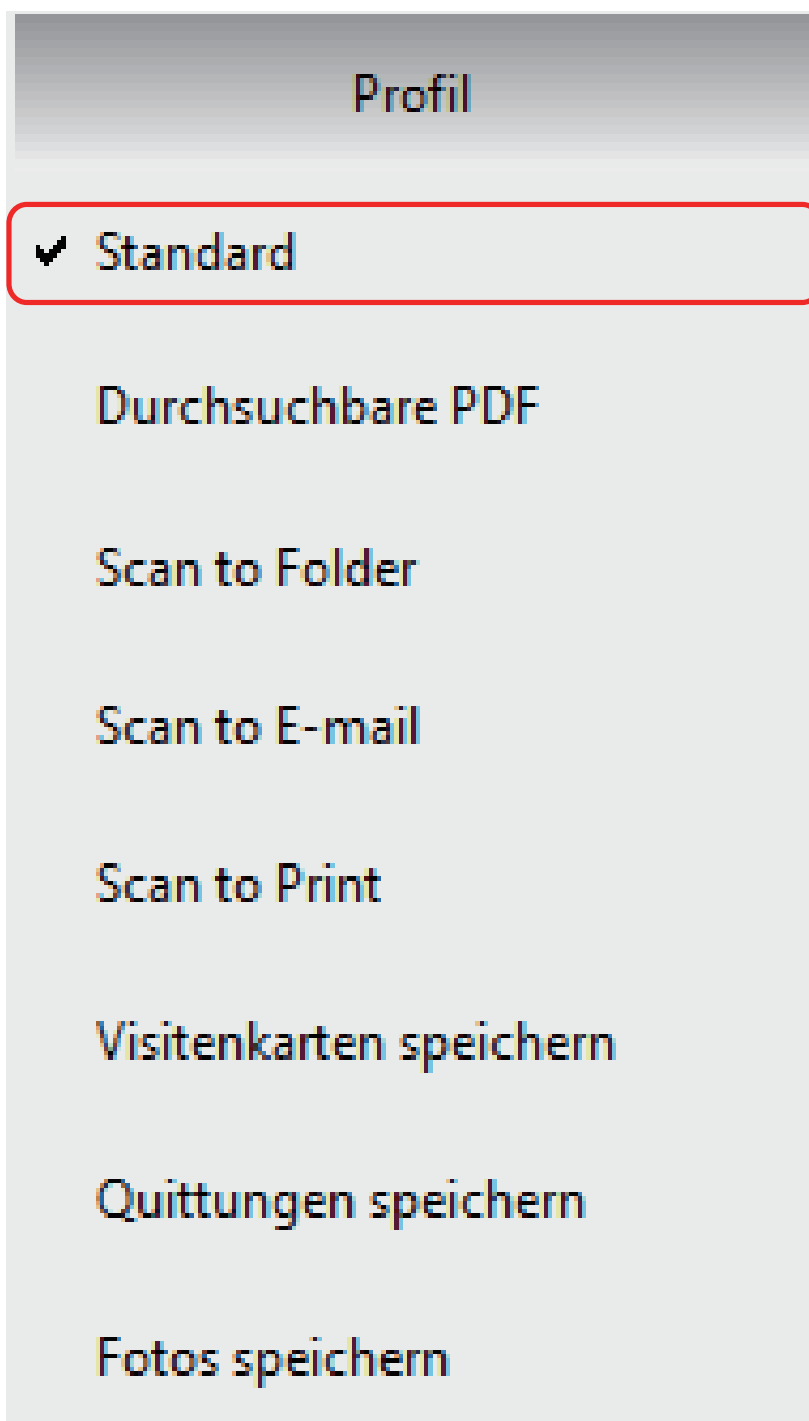 Profil
Standard
Durchsuchbare PDF
Scan to Folder
Scan to E-mail
Scan to Print
Visitenkarten speichern
Quittungen speichern
Fotos speichern